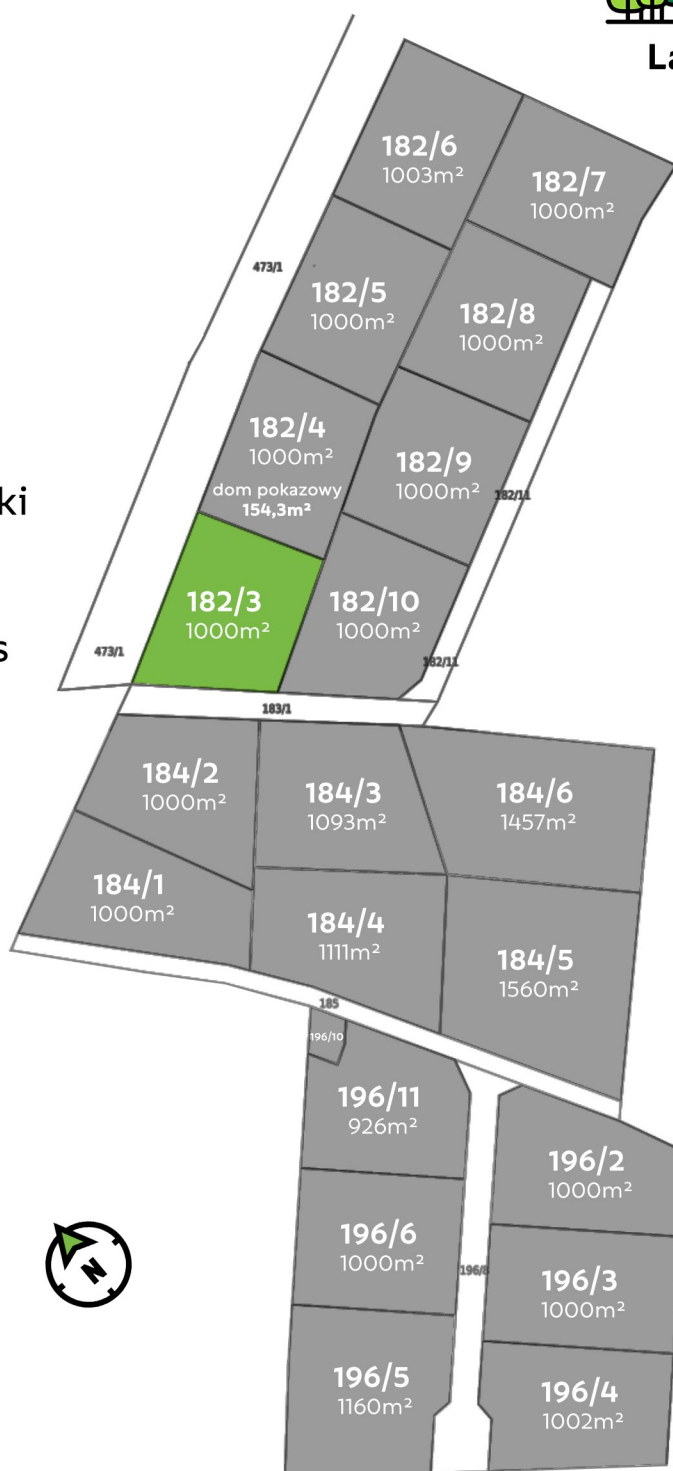 La
182/6
1003m²
182/7
1000m²
473/1
182/5
1000m²
182/8
1000m²
182/4
1000m²
dom pokazowy
154,3m²
182/9
1000m²
ki
182/11
182/3
1000m²
182/10
1000m²
s
473/1
182/11
183/1
184/2
1000m²
184/3
1093m²
184/6
1457m²
184/1
1000m²
184/4
1111m²
184/5
1560m²
185
196/10
196/11
926m²
196/2
1000m²
196/6
1000m²
196/8
196/3
1000m²
N
196/5
1160m²
196/4
1002m²